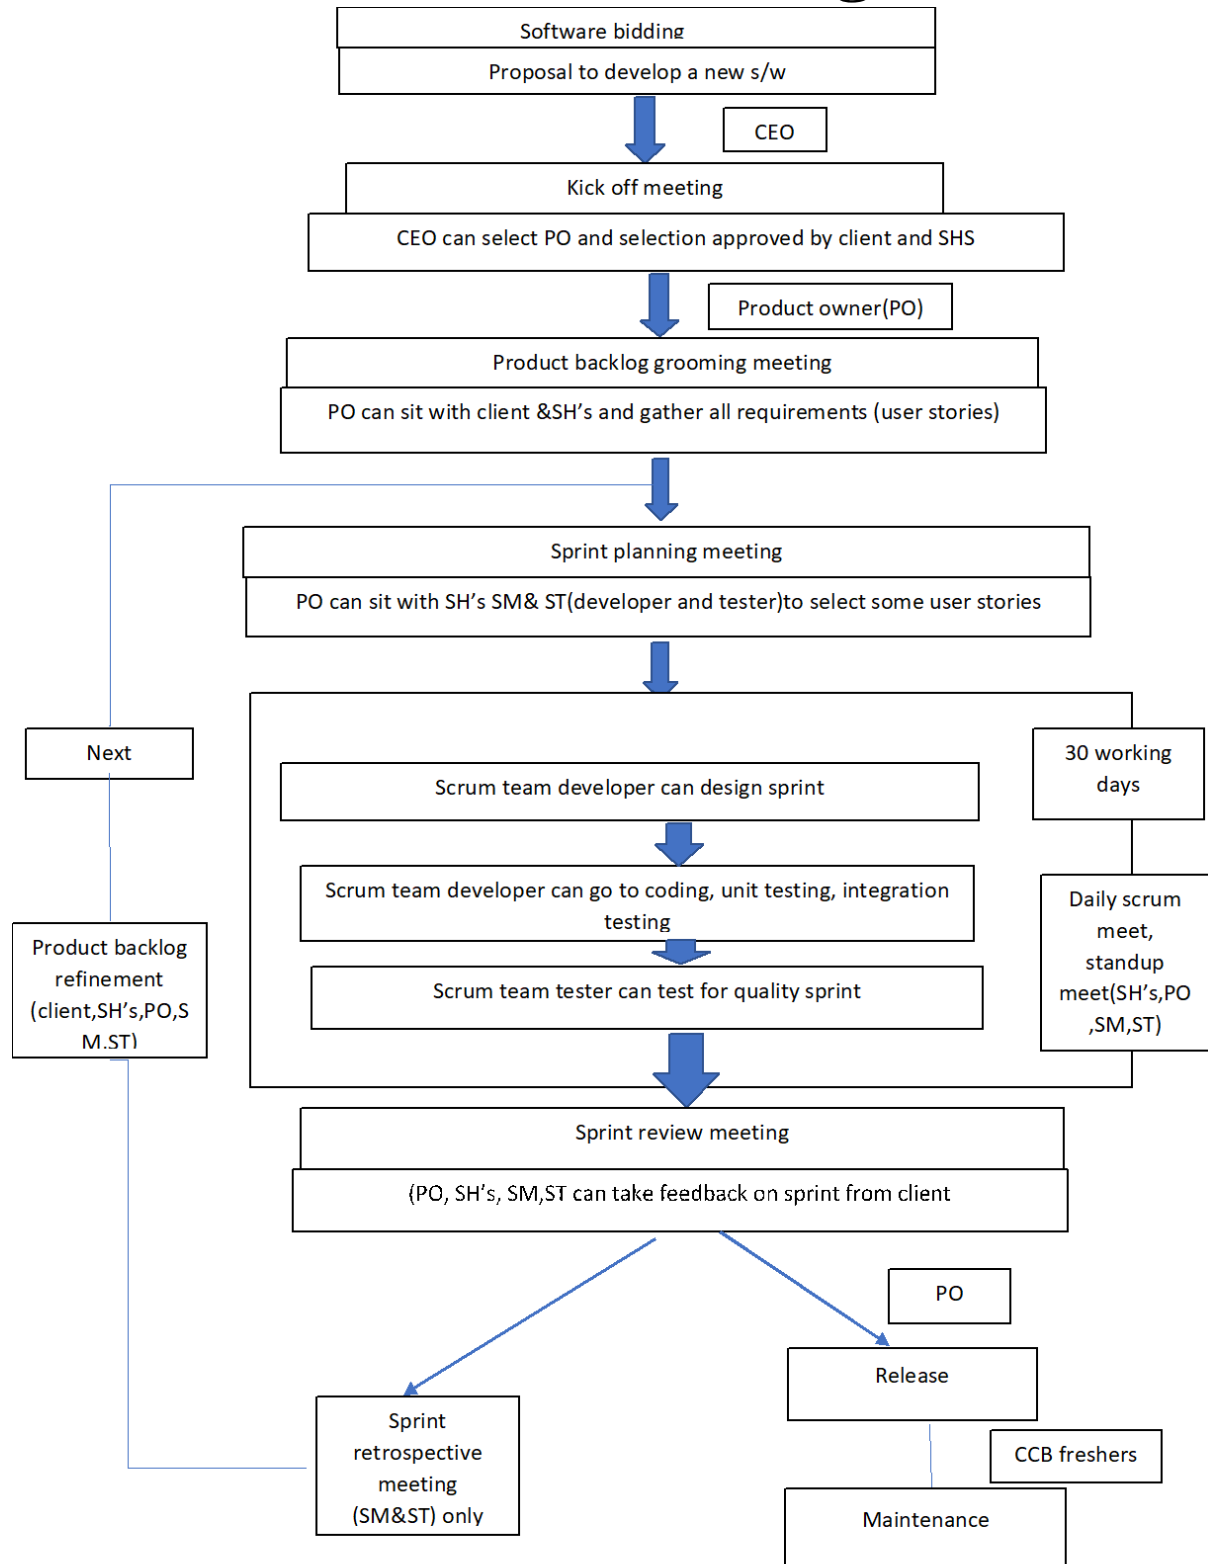 Software bidding
Proposal to develop a new s/w
CEO
Kick off meeting
CEO can select PO and selection approved by client and SHS
Product owner(PO)
Product backlog grooming meeting
PO can sit with client &SH's and gather all requirements (user stories)
Sprint planning meeting
PO can sit with SH's SM& ST(developer and tester)to select some user stories
Next
30 working
days
Scrum team developer can design sprint
Scrum team developer can go to coding, unit testing, integration
testing
Daily scrum
meet,
standup
meet(SH's,PO
,SM,ST)
Product backlog
refinement
(client,SH's,PO,S
M.ST)
Scrum team tester can test for quality sprint
Sprint review meeting
(PO, SH's, SM,ST can take feedback on sprint from client
PO
Release
Sprint
retrospective
meeting
(SM&ST) only
CCB freshers
Maintenance